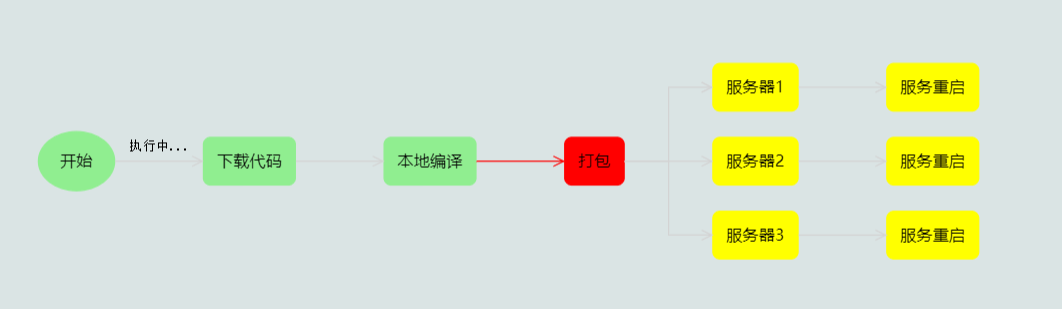 开始
执行中...
下载代码
本地编译
打包
服务器1
服务重启
服务器2
服务重启
服务器3
服务重启